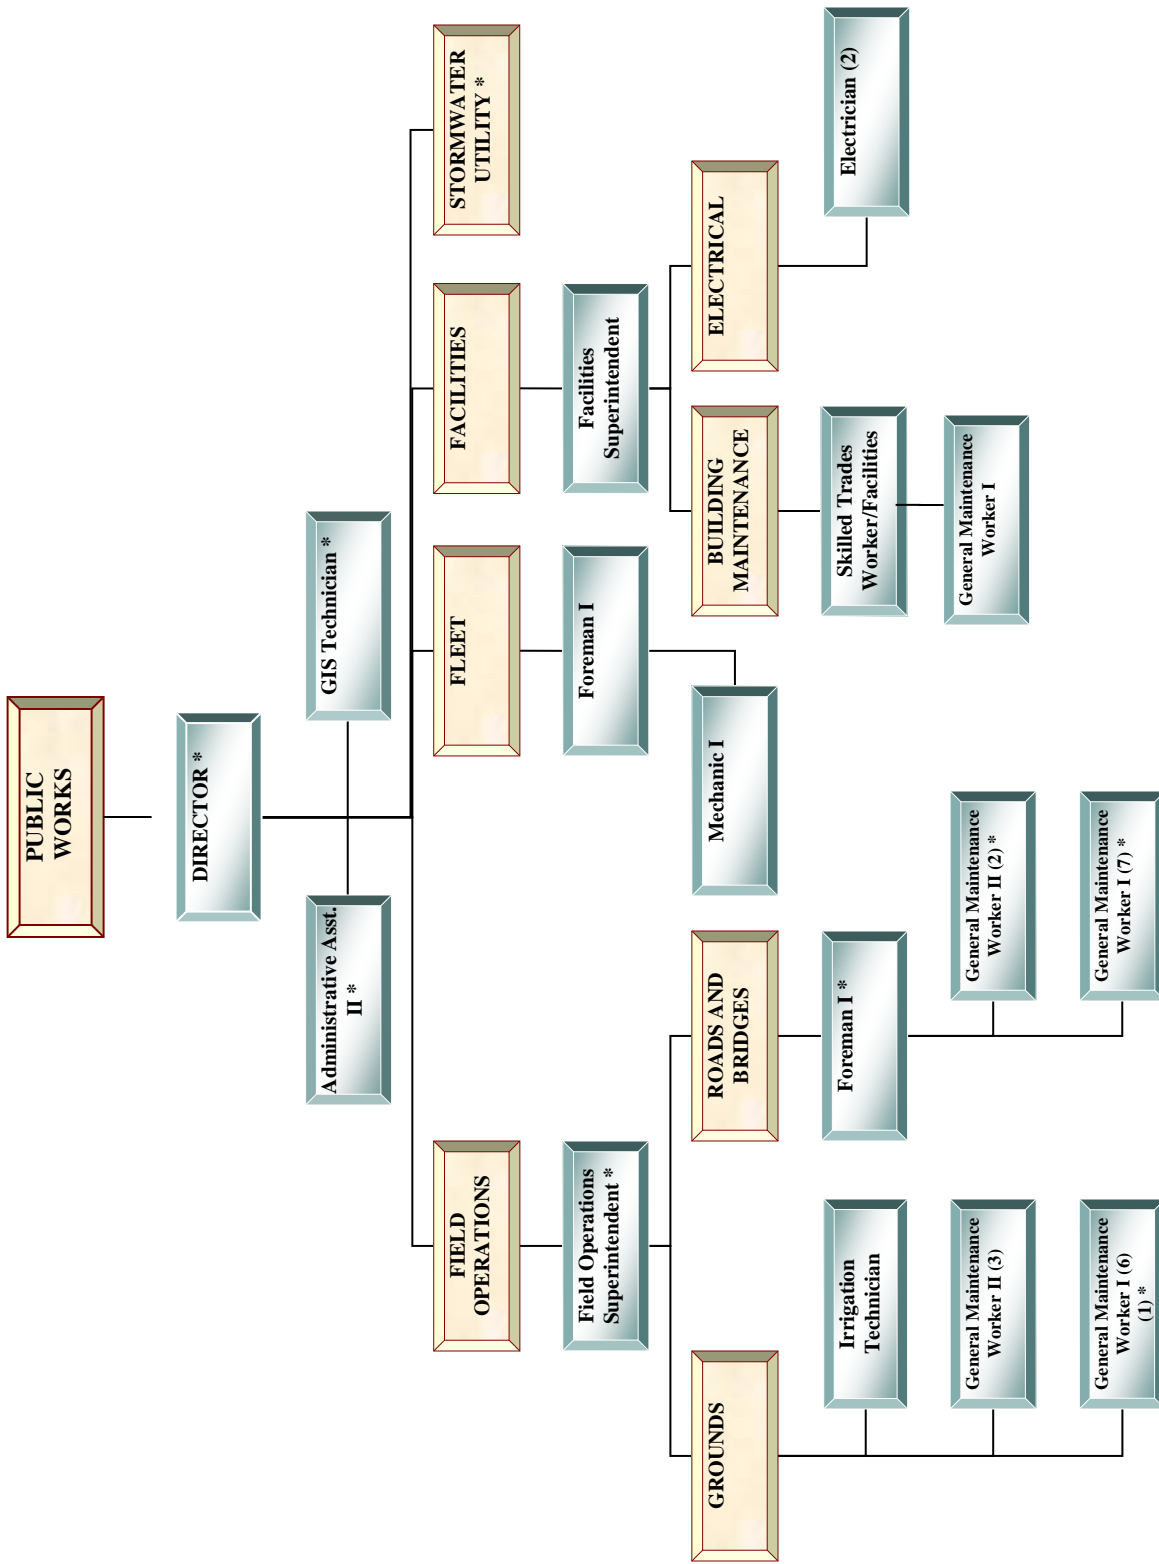 PUBLIC
WORKS
DIRECTOR *
Administrative Asst.
II *
GIS Technician *
FIELD
OPERATIONS
FLEET
FACILITIES
STORMWATER
UTILITY *
Field Operations
Superintendent *
Foreman I
Facilities
Superintendent
GROUNDS
ROADS AND
BRIDGES
Mechanic I
BUILDING
MAINTENANCE
ELECTRICAL
Irrigation
Technician
Foreman I *
Skilled Trades
Worker/Facilities
Electrician (2)
General Maintenance
Worker II (3)
General Maintenance
Worker II (2) *
General Maintenance
Worker I
General Maintenance
Worker I (6)
(1) *
General Maintenance
Worker I (7) *